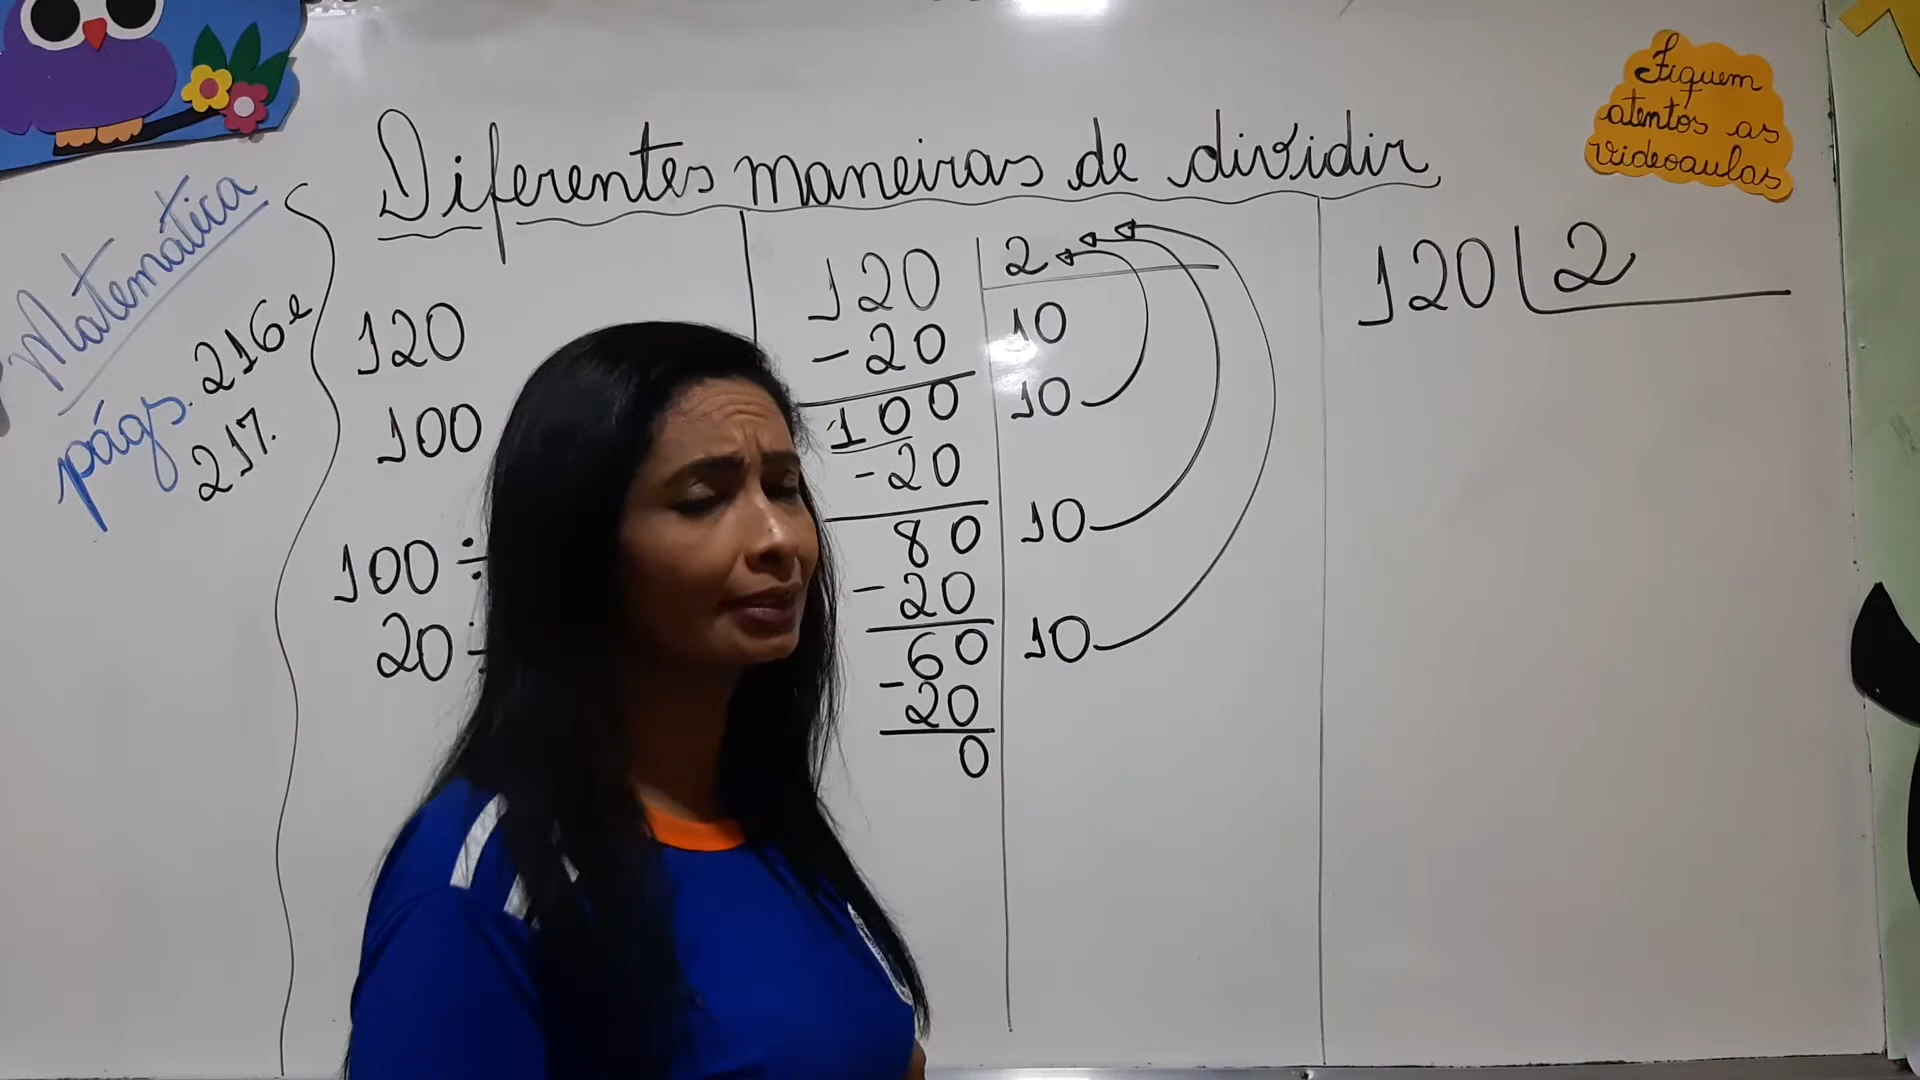 Diferentes maneiras de dividir
Fiquem
atentos as
videoaulas
Matemática
págs. 216 e
217.
120
100
100 ÷
20 ÷
120 2
-20 10
100 10
-20
80 10
-20
60 10
-20
0
120 2